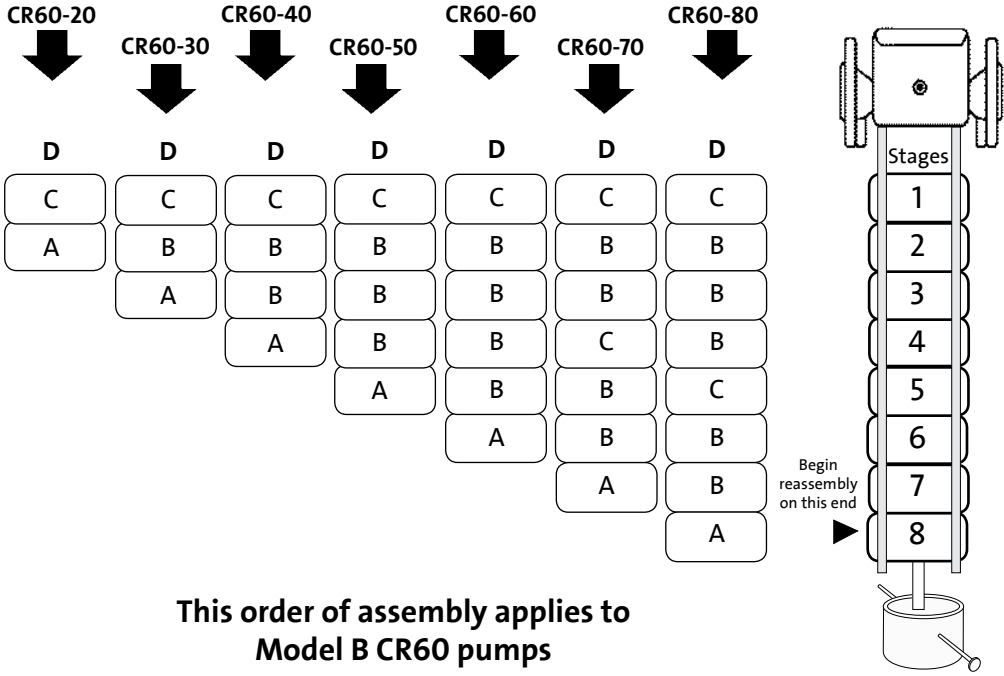 CR60-20 CR60-40 CR60-60 CR60-80
CR60-30 CR60-50 CR60-70
D D D D D D D
Stages
C C C C C C C 1
A B B B B B B 2
A B B B B B 3
A B B C B 4
A B B C 5
A B B 6
A B 7
A 8
Begin
reassembly
on this end
This order of assembly applies to
Model B CR60 pumps